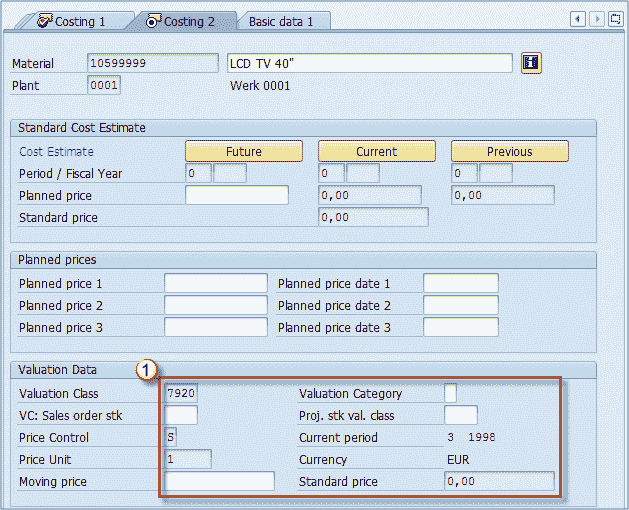 Costing 1 Costing 2 Basic data 1
Material 10599999 LCD TV 40"
Plant 0001 Werk 0001
Standard Cost Estimate
Cost Estimate Future Current Previous
Period / Fiscal Year 0 0 0
Planned price 0,00 0,00
Standard price 0,00
Planned prices
Planned price 1 Planned price date 1
Planned price 2 Planned price date 2
Planned price 3 Planned price date 3
Valuation Data 1
Valuation Class 7920 Valuation Category
VC: Sales order stk Proj. stk val. class
Price Control S Current period 3 1998
Price Unit 1 Currency EUR
Moving price Standard price 0,00